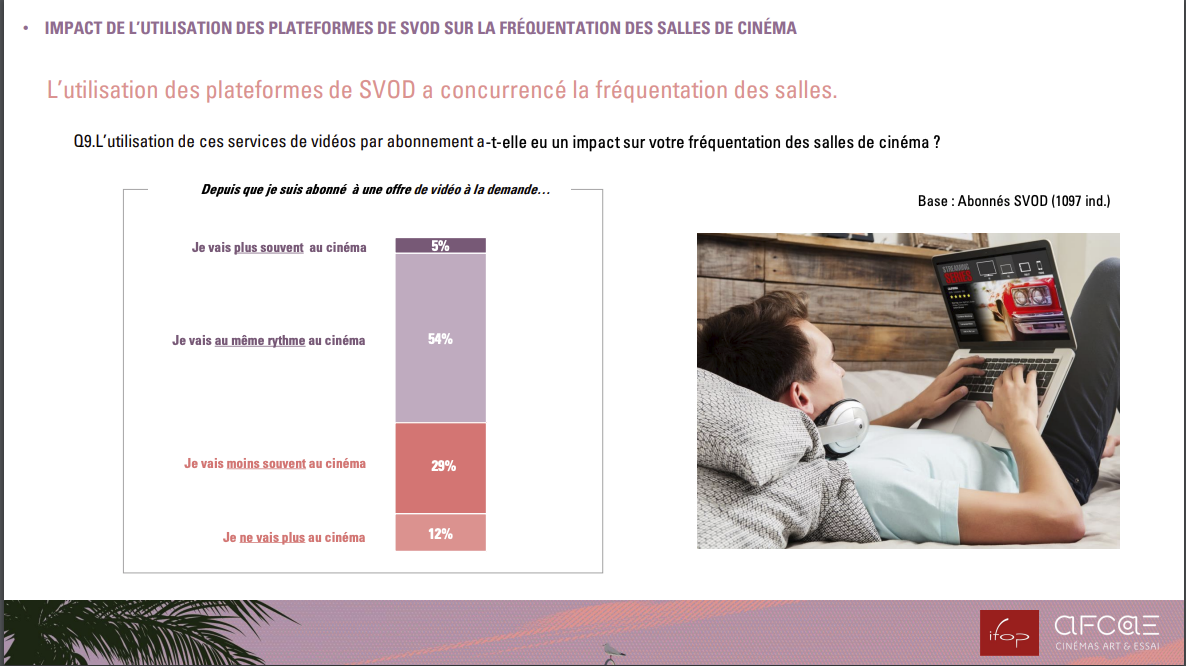 • IMPACT DE L'UTILISATION DES PLATEFORMES DE SVOD SUR LA FRÉQUENTATION DES SALLES DE CINÉMA
L'utilisation des plateformes de SVOD a concurrencé la fréquentation des salles.
Q9.L'utilisation de ces services de vidéos par abonnement a-t-elle eu un impact sur votre fréquentation des salles de cinéma ?
Depuis que je suis abonné à une offre de vidéo à la demande...
Base : Abonnés SVOD (1097 ind.)
Je vais plus souvent au cinéma 5%
Je vais au même rythme au cinéma 54%
Je vais moins souvent au cinéma 29%
Je ne vais plus au cinéma 12%
STREAMING
SERIES
ifop
aFC@E
CINÉMAS ART & ESSAI